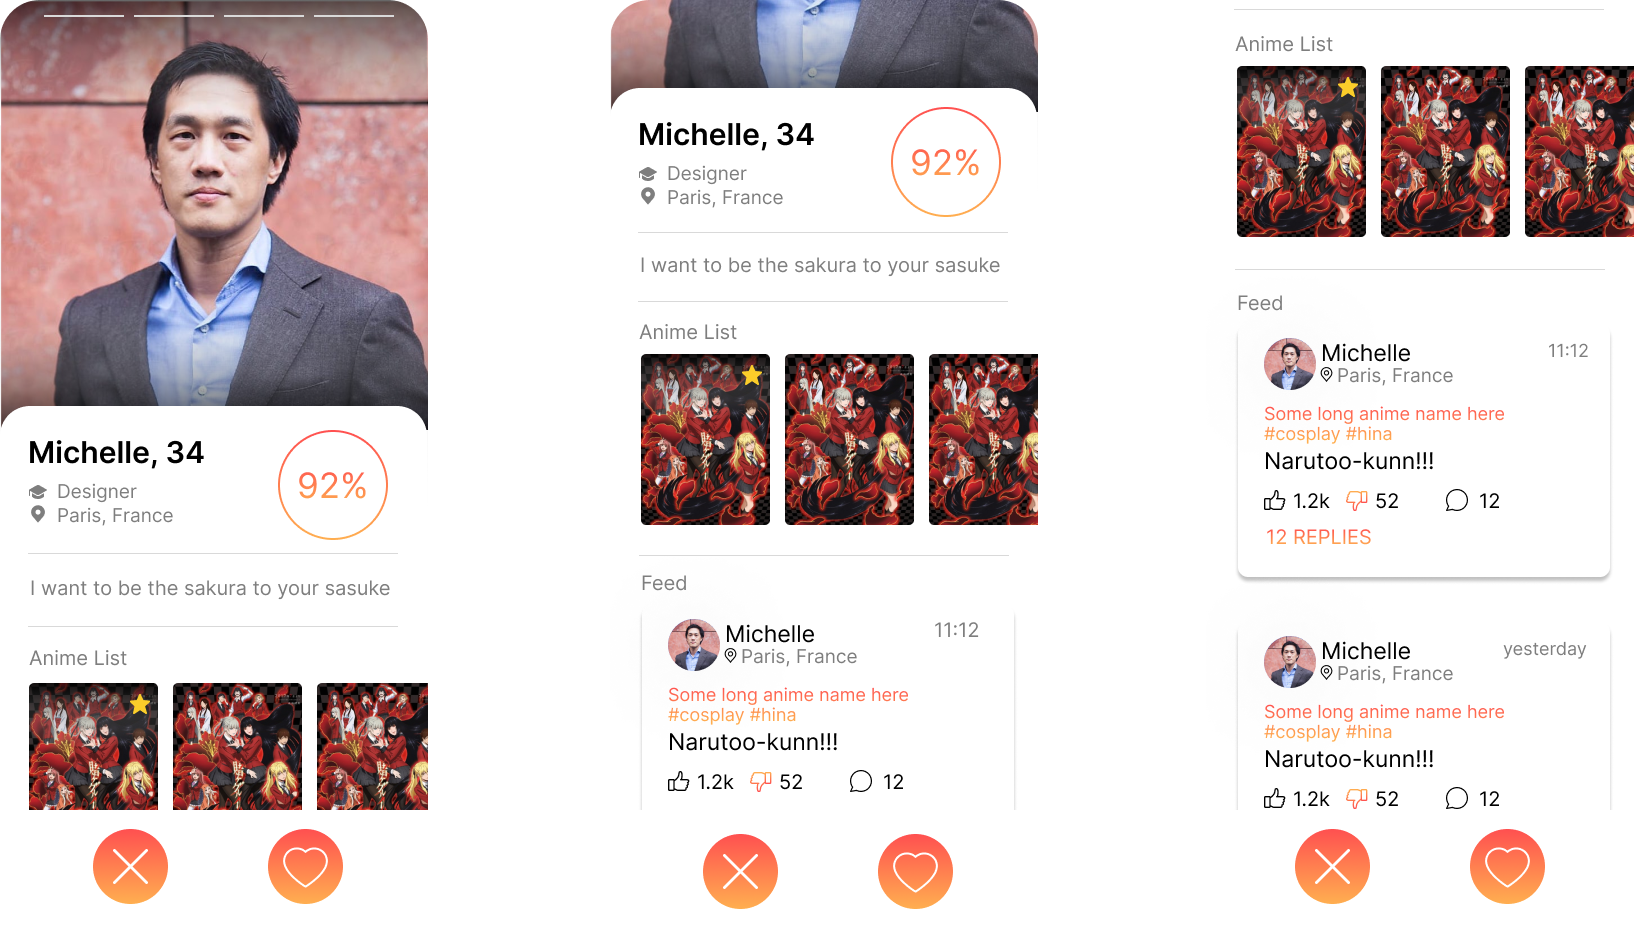 Michelle, 34
92%
Designer
Paris, France
I want to be the sakura to your sasuke
Anime List
Michelle, 34
92%
Designer
Paris, France
I want to be the sakura to your sasuke
Anime List
Feed
Michelle
11:12
Paris, France
Some long anime name here
#cosplay #hina
Narutoo-kunn!!!
1.2k 52 12
Anime List
Feed
Michelle
11:12
Paris, France
Some long anime name here
#cosplay #hina
Narutoo-kunn!!!
1.2k 52 12
12 REPLIES
Michelle
yesterday
Paris, France
Some long anime name here
#cosplay #hina
Narutoo-kunn!!!
1.2k 52 12